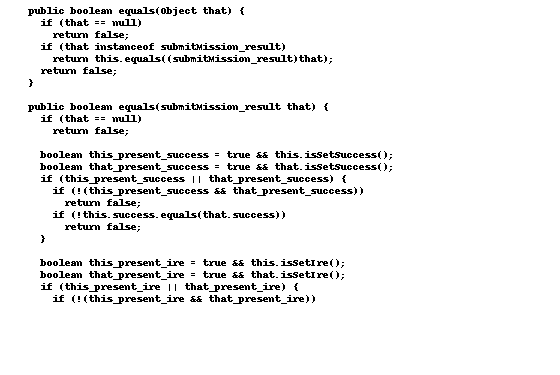 public boolean equals(Object that) {
  if (that == null)
    return false;
  if (that instanceof submitMission_result)
    return this.equals((submitMission_result)that);
  return false;
}

public boolean equals(submitMission_result that) {
  if (that == null)
    return false;

  boolean this_present_success = true && this.isSetSuccess();
  boolean that_present_success = true && that.isSetSuccess();
  if (this_present_success || that_present_success) {
    if (!(this_present_success && that_present_success))
      return false;
    if (!this.success.equals(that.success))
      return false;
  }

  boolean this_present_ire = true && this.isSetIre();
  boolean that_present_ire = true && that.isSetIre();
  if (this_present_ire || that_present_ire) {
    if (!(this_present_ire && that_present_ire))